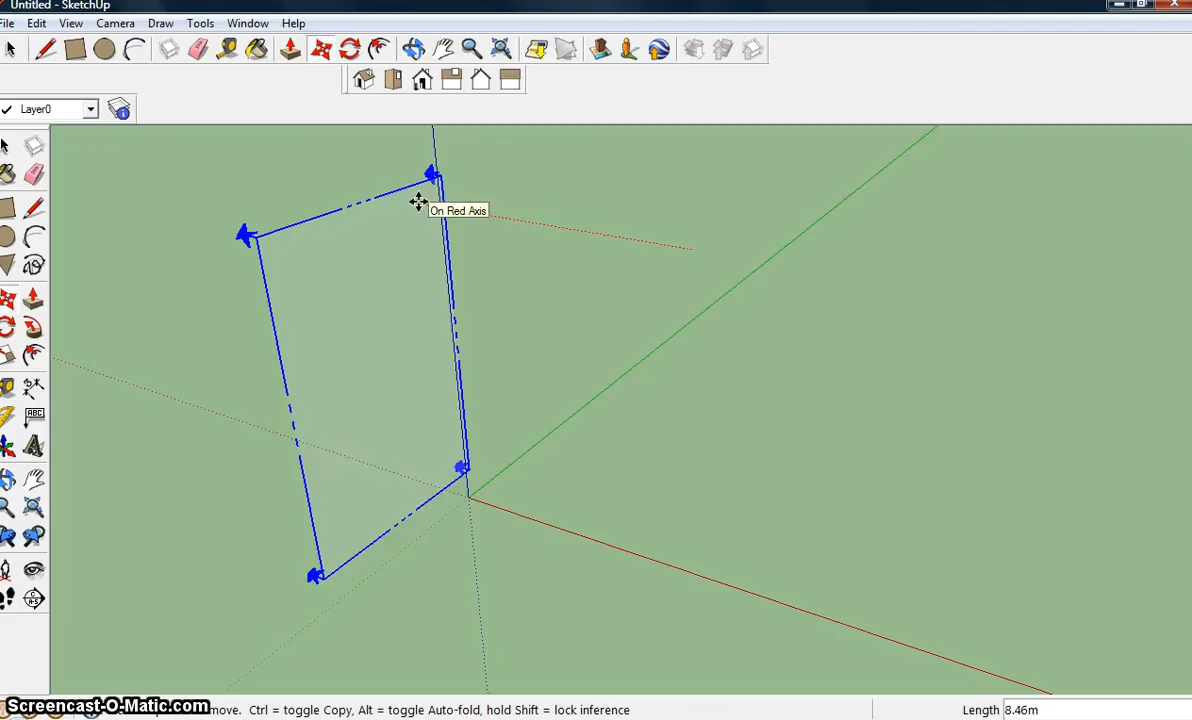 Untitled - SketchUp
File Edit View Camera Draw Tools Window Help
Layer0
On Red Axis
ABC
move. Ctrl = toggle Copy, Alt = toggle Auto-fold, hold Shift = lock inference
Length 8.46m
Screencast-O-Matic.com